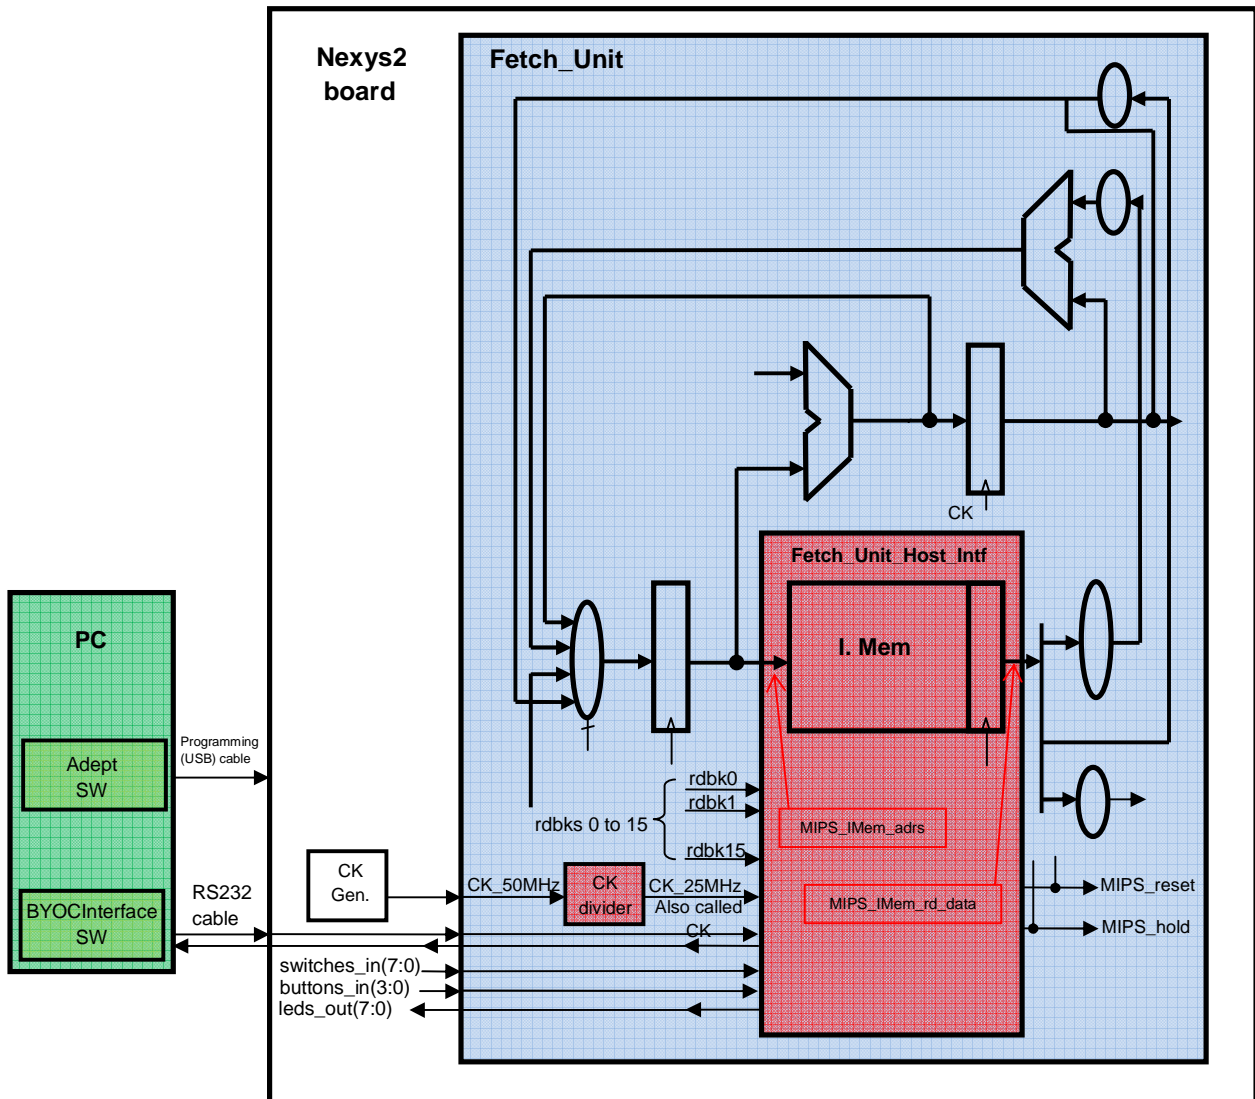 Nexys2
board
Fetch_Unit
CK
Fetch_Unit_Host_Intf
I. Mem
PC
Adept
SW
Programming
(USB) cable
rdbk0
rdbk1
rdbks 0 to 15
rdbk15
MIPS_IMem_adrs
CK
Gen.
CK_50MHz
CK
divider
CK_25MHz
Also called
CK
MIPS_IMem_rd_data
MIPS_reset
MIPS_hold
BYOCInterface
SW
RS232
cable
switches_in(7:0)
buttons_in(3:0)
leds_out(7:0)